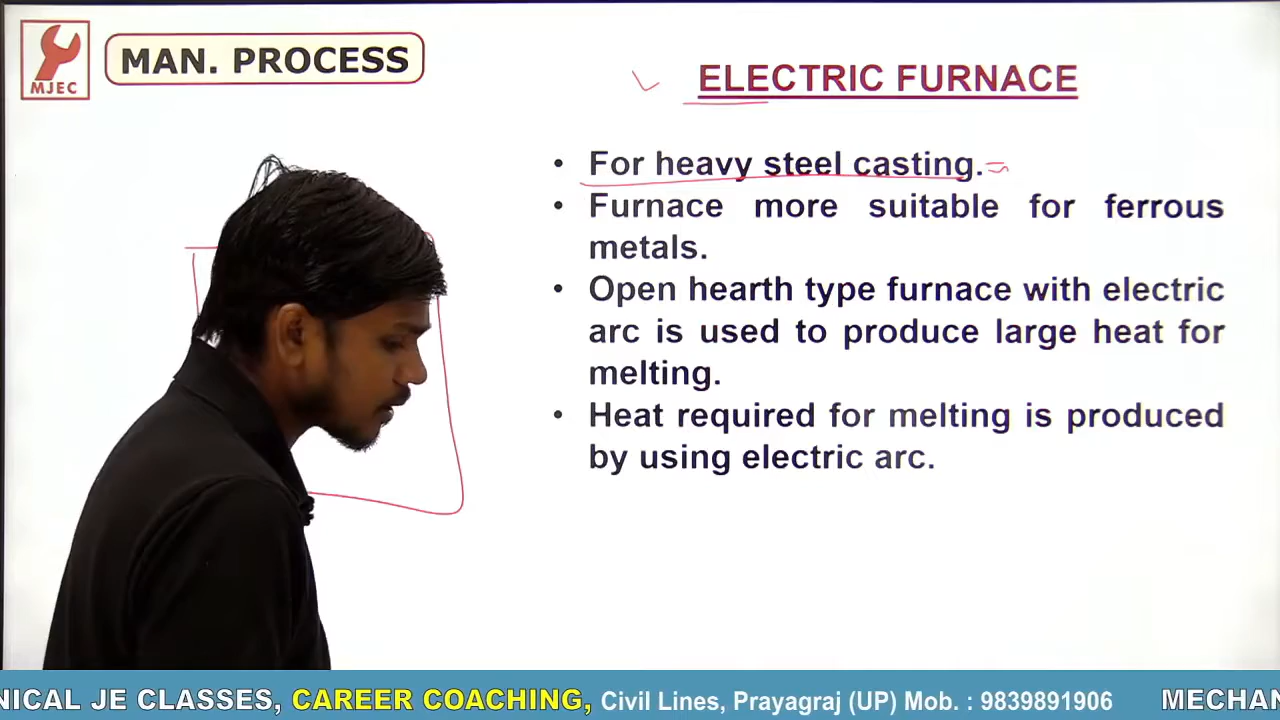 MJEC
MAN. PROCESS
ELECTRIC FURNACE
• For heavy steel casting.
• Furnace more suitable for ferrous
metals.
• Open hearth type furnace with electric
arc is used to produce large heat for
melting.
• Heat required for melting is produced
by using electric arc.
NICAL JE CLASSES, CAREER COACHING, Civil Lines, Prayagraj (UP) Mob. : 9839891906 MECHAN